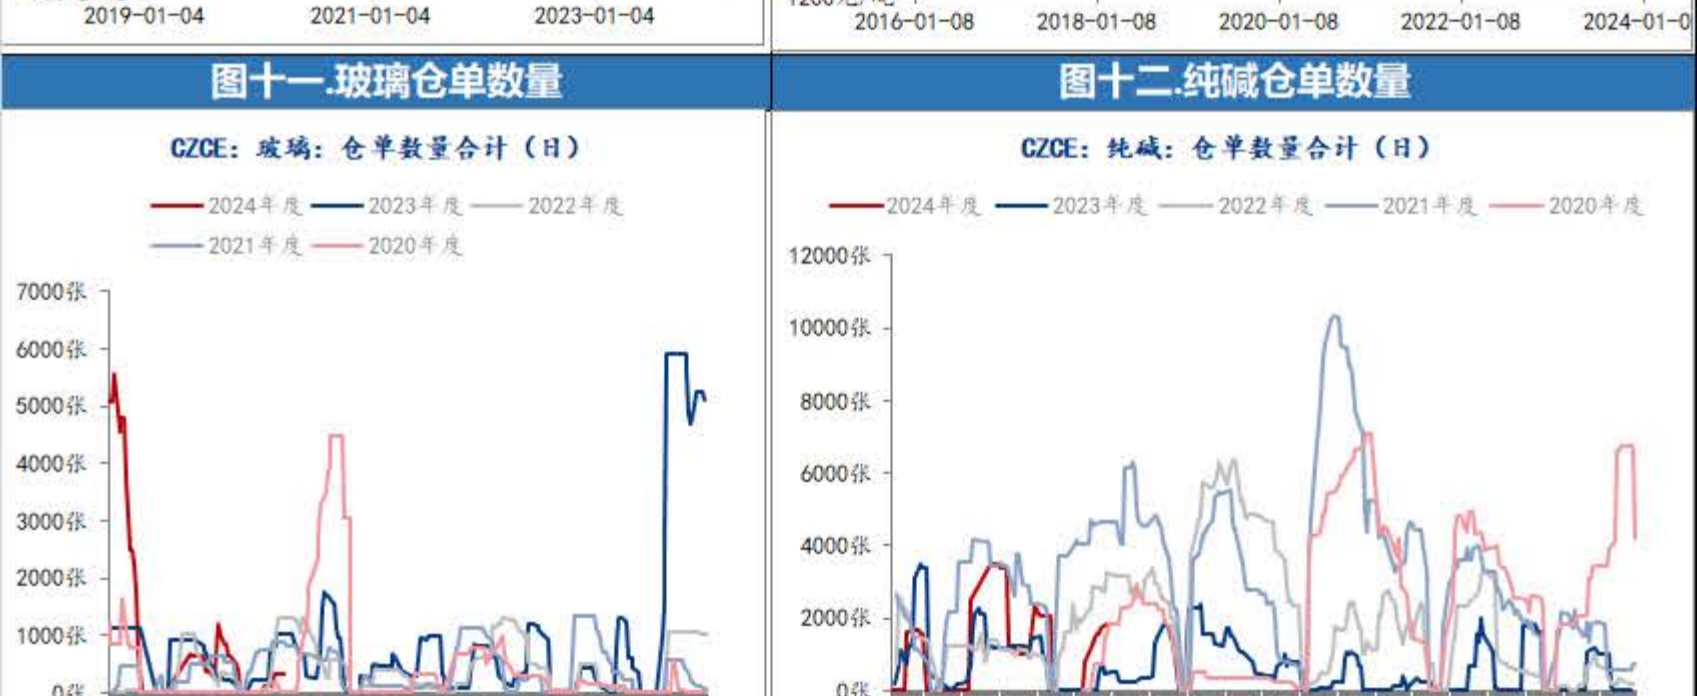 2019-01-04 2021-01-04 2023-01-04
2016-01-08 2018-01-08 2020-01-08 2022-01-08 2024-01-0
图十一.玻璃仓单数量
CZCE：玻璃：仓单数量合计（日）
2024年度 2023年度 2022年度
2021年度 2020年度
7000张
6000张
5000张
4000张
3000张
2000张
1000张
0张
图十二.纯碱仓单数量
CZCE：纯碱：仓单数量合计（日）
2024年度 2023年度 2022年度 2021年度 2020年度
12000张
10000张
8000张
6000张
4000张
2000张
0张